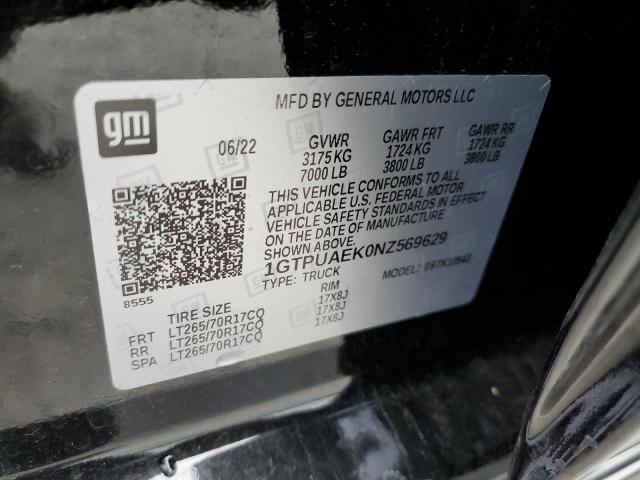 gm
MFD BY GENERAL MOTORS LLC
06/22 GVWR GAWR FRT GAWR RR
3175 KG 1724 KG 1724 KG
7000 LB 3800 LB 3800 LB
THIS VEHICLE CONFORMS TO ALL
APPLICABLE U.S. FEDERAL MOTOR
VEHICLE SAFETY STANDARDS IN EFFECT
ON THE DATE OF MANUFACTURE
SHOWN ABOVE.
1GTPUAEK0NZ569629
TYPE: TRUCK MODEL:
8555
TIRE SIZE RIM
FRT LT265/70R17CQ 17X8J
RR LT265/70R17CQ 17X8J
SPA LT265/70R17CQ 17X8J